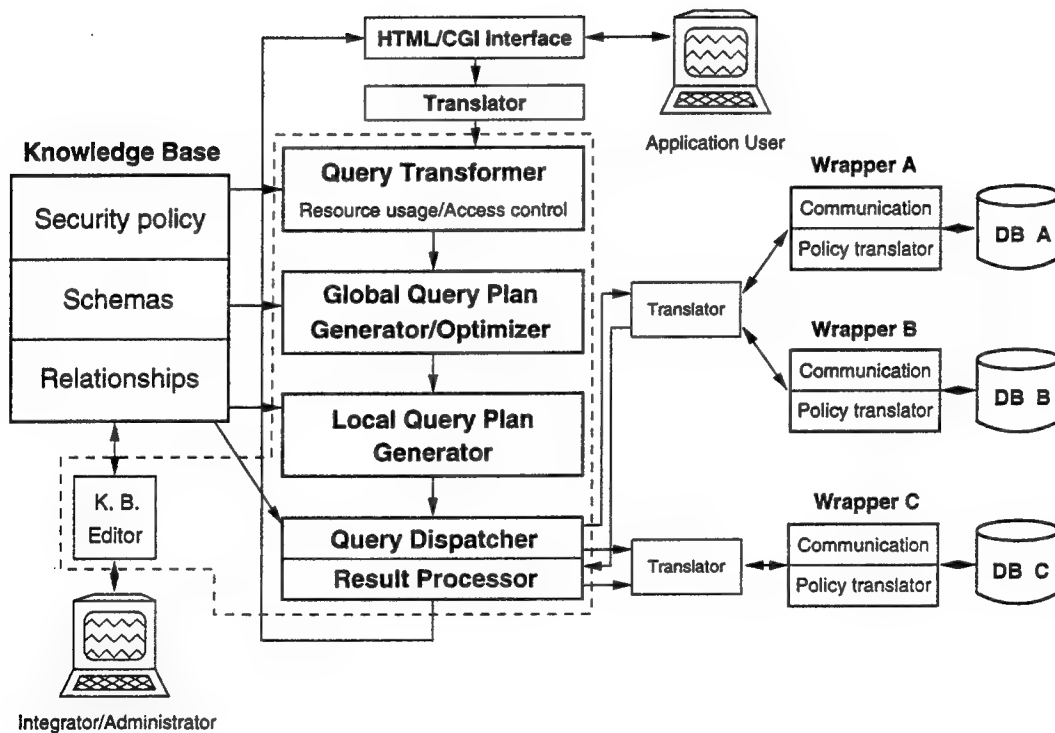 HTML/CGI Interface
Translator
Application User
Knowledge Base
Security policy
Schemas
Relationships
Query Transformer
Resource usage/Access control
Global Query Plan
Generator/Optimizer
Local Query Plan
Generator
Query Dispatcher
Result Processor
K. B.
Editor
Integrator/Administrator
Translator
Translator
Wrapper A
Communication
Policy translator
DB A
Wrapper B
Communication
Policy translator
DB B
Wrapper C
Communication
Policy translator
DB C